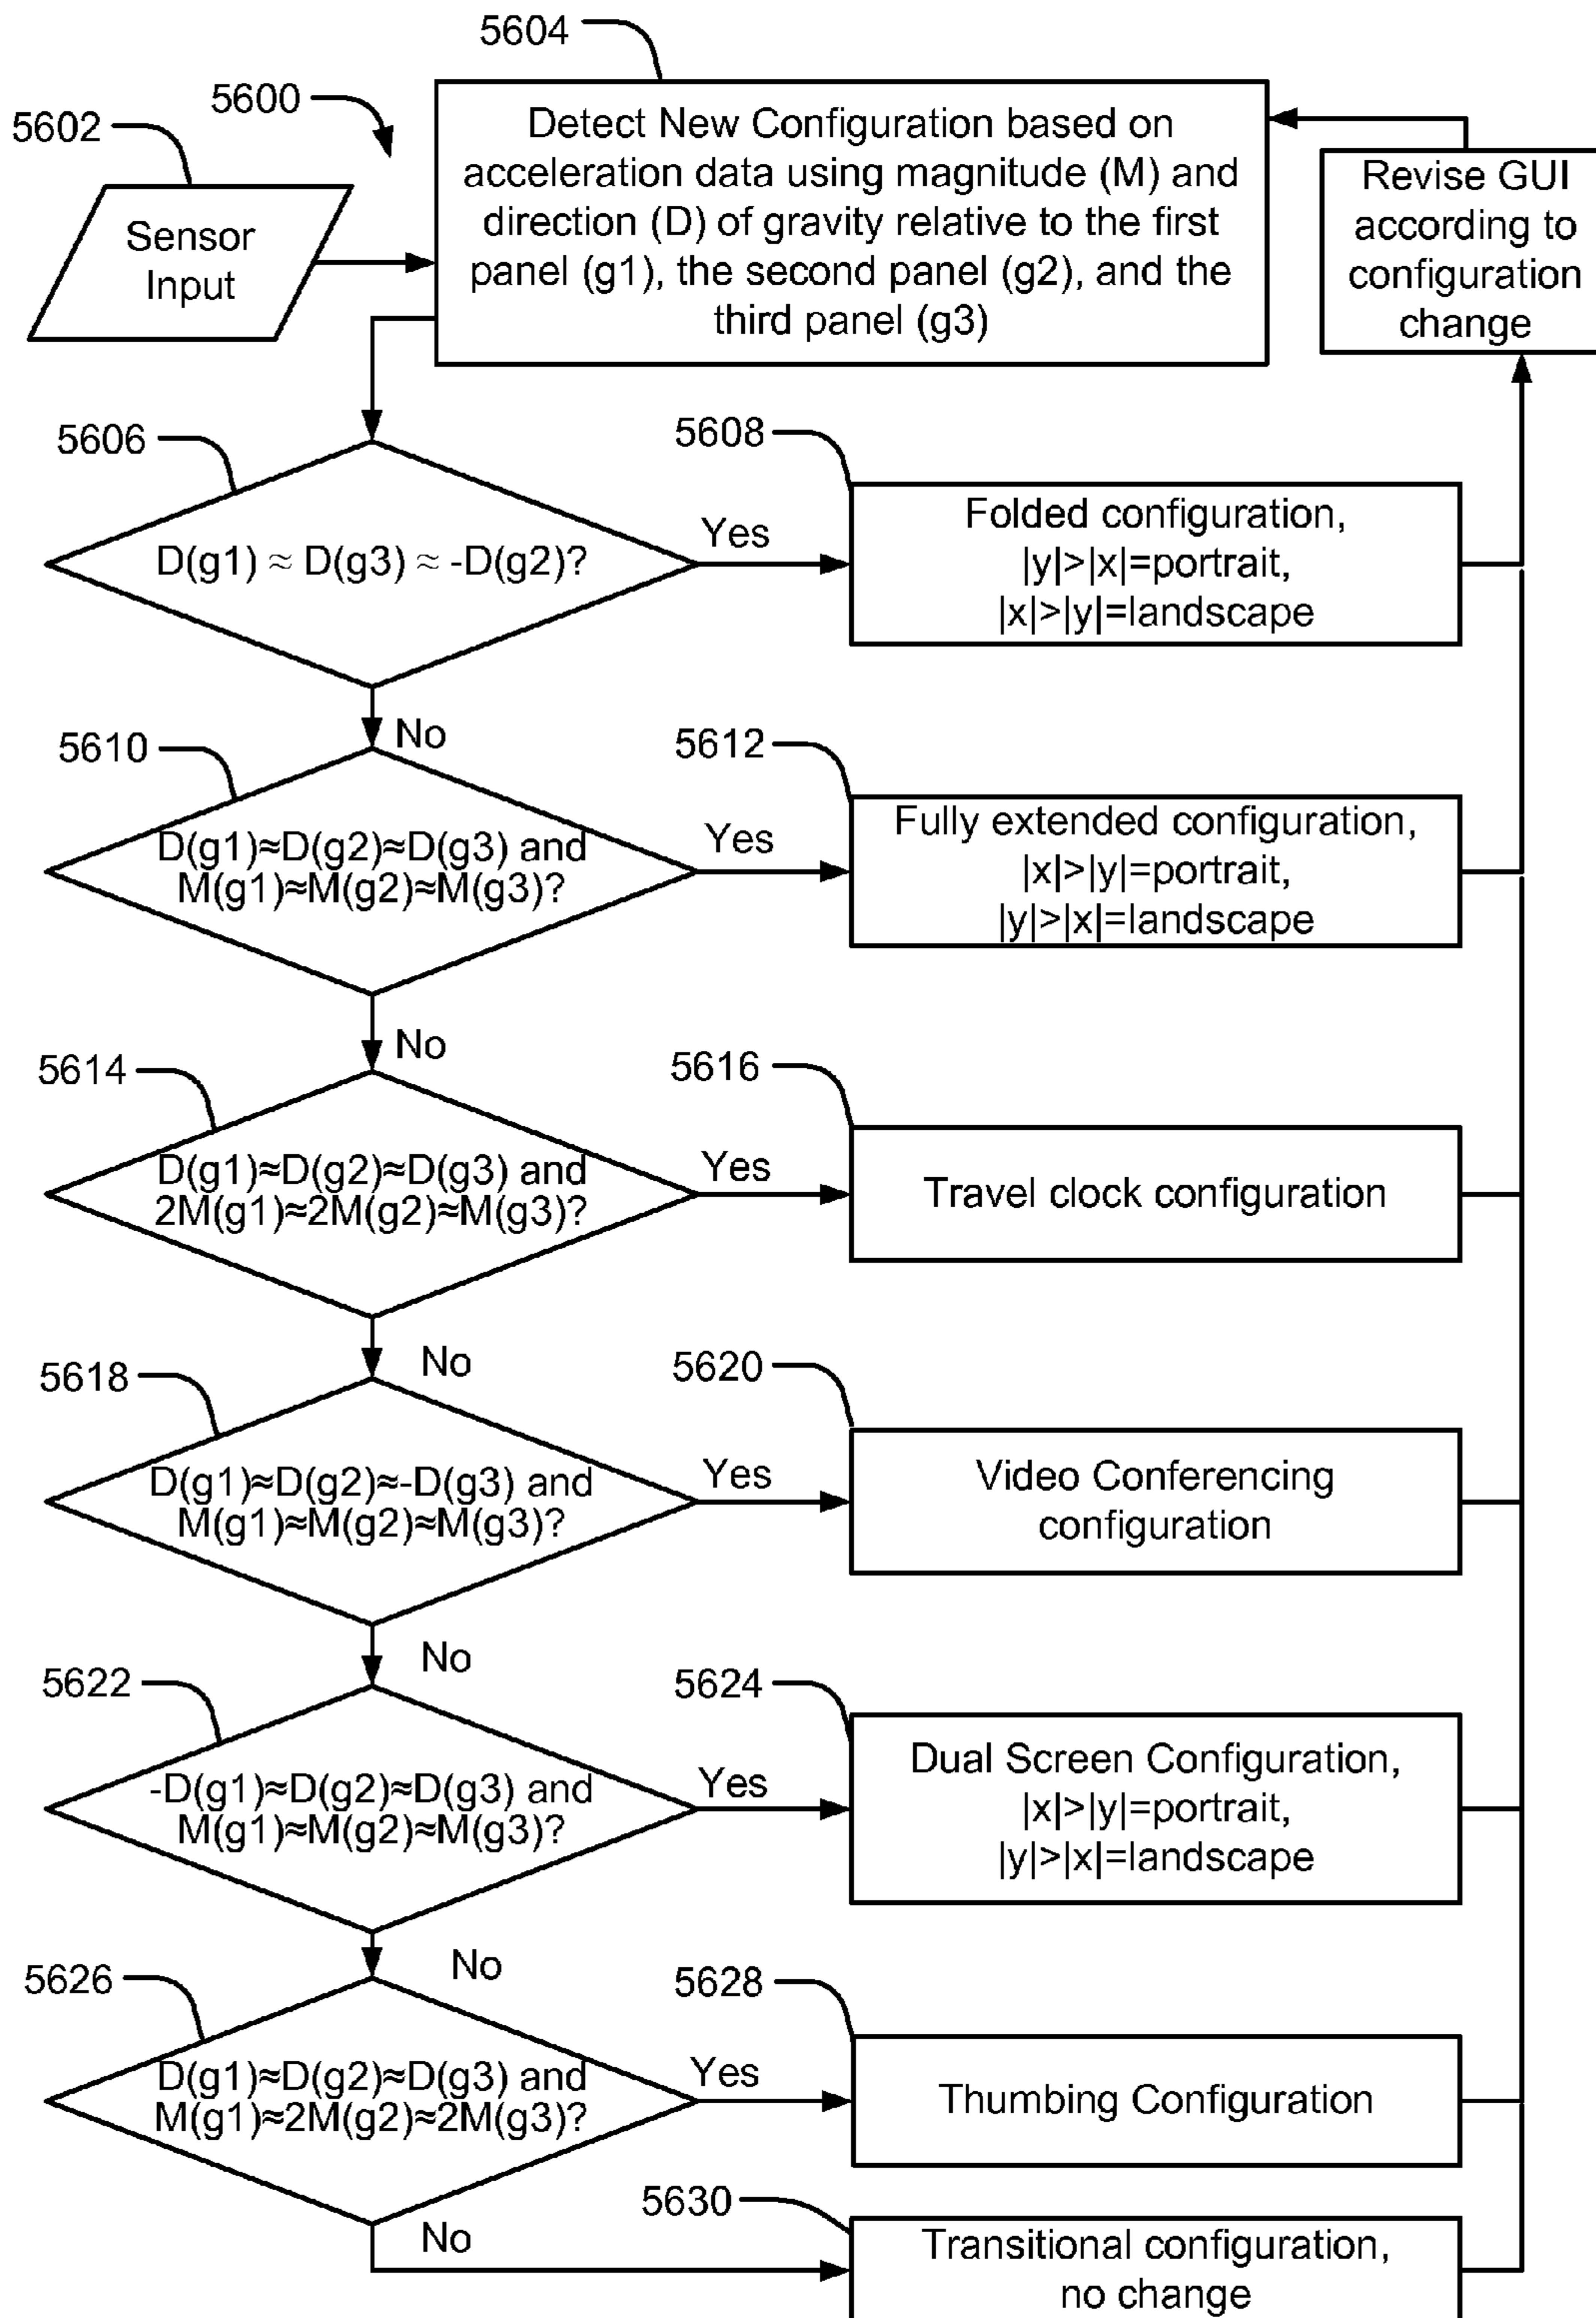 5604
5600
5602
Detect New Configuration based on
acceleration data using magnitude (M) and
direction (D) of gravity relative to the first
panel (g1), the second panel (g2), and the
third panel (g3)
Sensor
Input
Revise GUI
according to
configuration
change
5606
D(g1) ≈ D(g3) ≈ -D(g2)?
Yes
5608
Folded configuration,
|y|>|x|=portrait,
|x|>|y|=landscape
No
5610
D(g1)≈D(g2)≈D(g3) and
M(g1)≈M(g2)≈M(g3)?
Yes
5612
Fully extended configuration,
|x|>|y|=portrait,
|y|>|x|=landscape
No
5614
D(g1)≈D(g2)≈D(g3) and
2M(g1)≈2M(g2)≈M(g3)?
Yes
5616
Travel clock configuration
No
5618
D(g1)≈D(g2)≈-D(g3) and
M(g1)≈M(g2)≈M(g3)?
Yes
5620
Video Conferencing
configuration
No
5622
-D(g1)≈D(g2)≈D(g3) and
M(g1)≈M(g2)≈M(g3)?
Yes
5624
Dual Screen Configuration,
|x|>|y|=portrait,
|y|>|x|=landscape
No
5626
D(g1)≈D(g2)≈D(g3) and
M(g1)≈2M(g2)≈2M(g3)?
Yes
5628
Thumbing Configuration
No
5630
Transitional configuration,
no change